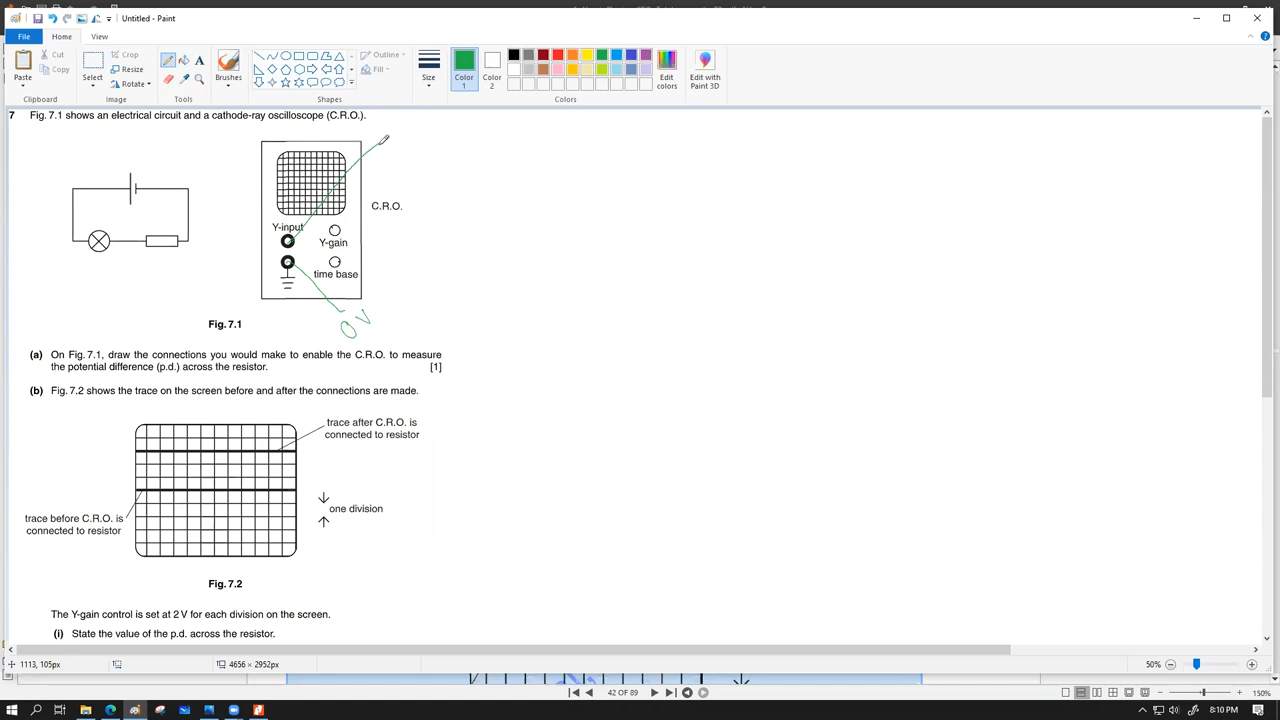 Untitled - Paint
File
Home
View
Paste
Cut
Copy
Clipboard
Select
Crop
Resize
Rotate
Image
Tools
Brushes
Outline
Fill
Shapes
Size
Color 1
Color 2
Edit colors
Colors
Edit with Paint 3D
7 Fig. 7.1 shows an electrical circuit and a cathode-ray oscilloscope (C.R.O.).
C.R.O.
Y-input
Y-gain
time base
0 V
Fig. 7.1
(a) On Fig. 7.1, draw the connections you would make to enable the C.R.O. to measure
the potential difference (p.d.) across the resistor. [1]
(b) Fig. 7.2 shows the trace on the screen before and after the connections are made.
trace after C.R.O. is
connected to resistor
one division
trace before C.R.O. is
connected to resistor
Fig. 7.2
The Y-gain control is set at 2 V for each division on the screen.
(i) State the value of the p.d. across the resistor.
1113, 105px
4656 × 2952px
50%
42 OF 89
150%
8:10 PM